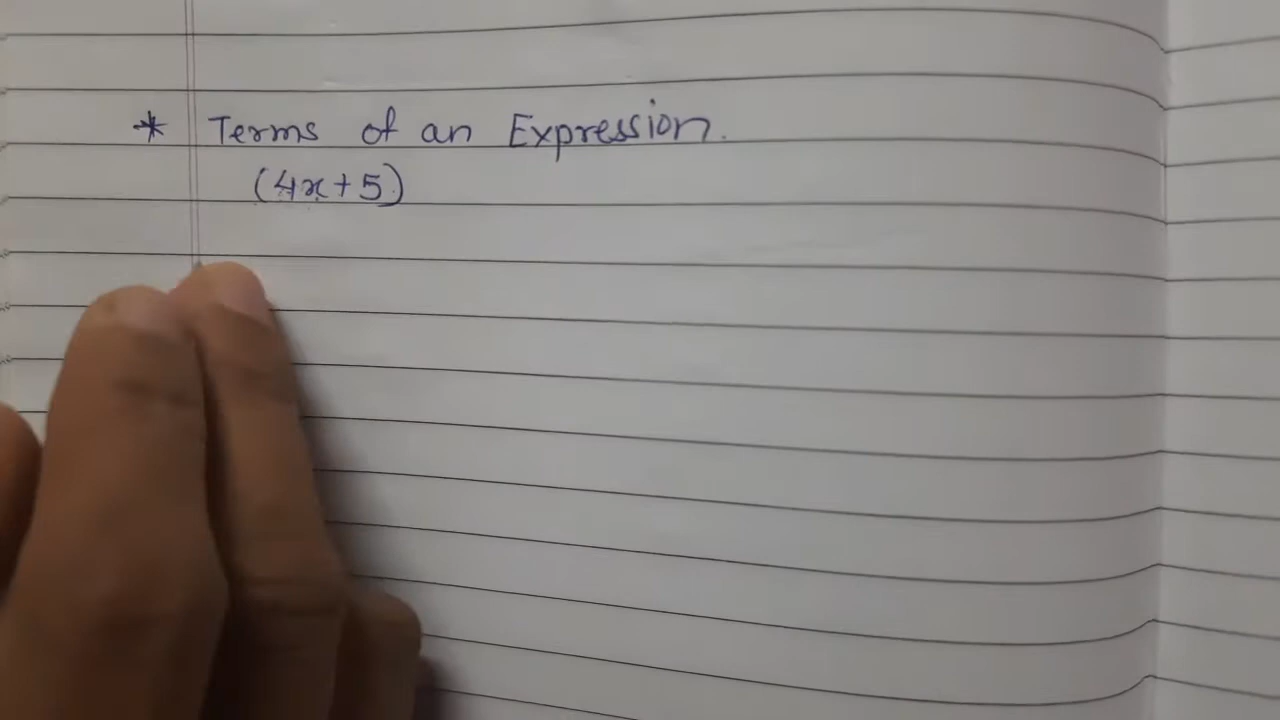 * Terms of an Expression.
(4x+5)